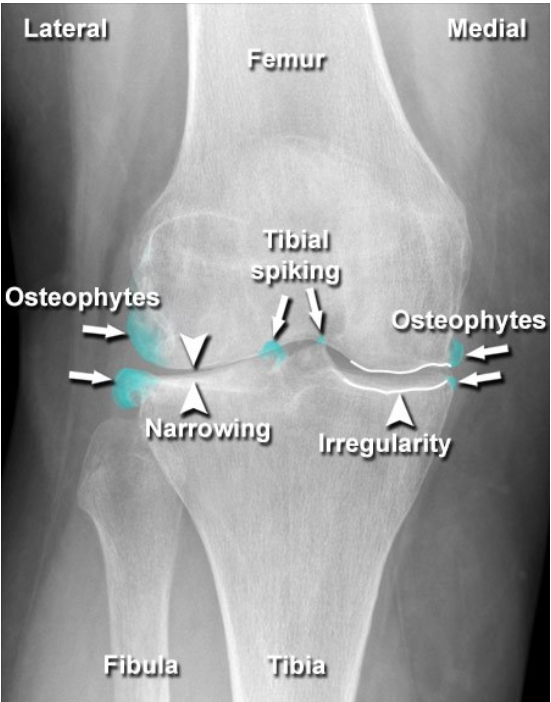 Lateral
Medial
Femur
Tibial
spiking
Osteophytes
Osteophytes
Narrowing
Irregularity
Fibula
Tibia